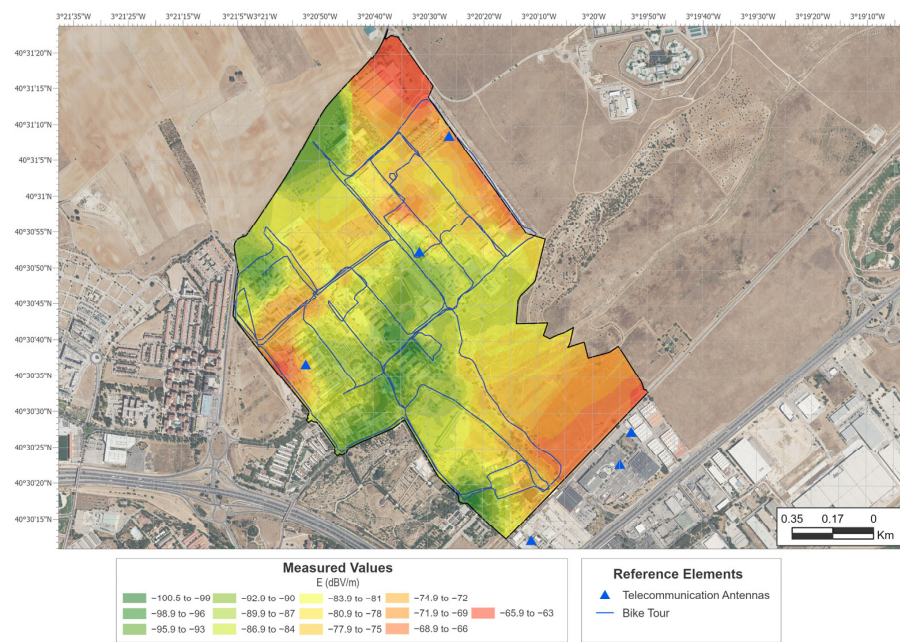 3°21'35"W 3°21'25"W 3°21'15"W 3°21'5"W 3°21"W 3°20'50"W 3°20'40"W 3°20'30"W 3°20'20"W 3°20'10"W 3°20"W 3°19'50"W 3°19'40"W 3°19'30"W 3°19'20"W 3°19'10"W
40°31'20"N
40°31'15"N
40°31'10"N
40°31'5"N
40°31"N
40°30'55"N
40°30'50"N
40°30'45"N
40°30'40"N
40°30'35"N
40°30'30"N
40°30'25"N
40°30'20"N
40°30'15"N
0.35 0.17 0
Km
Measured Values
E (dBV/m)
−100.5 to −99 −92.9 to −90 −83.9 to −81 −74.9 to −72
−98.9 to −96 −89.9 to −87 −80.9 to −78 −71.9 to −69 −65.9 to −63
−95.9 to −93 −86.9 to −84 −77.9 to −75 −68.9 to −66
Reference Elements
Telecommunication Antennas
Bike Tour